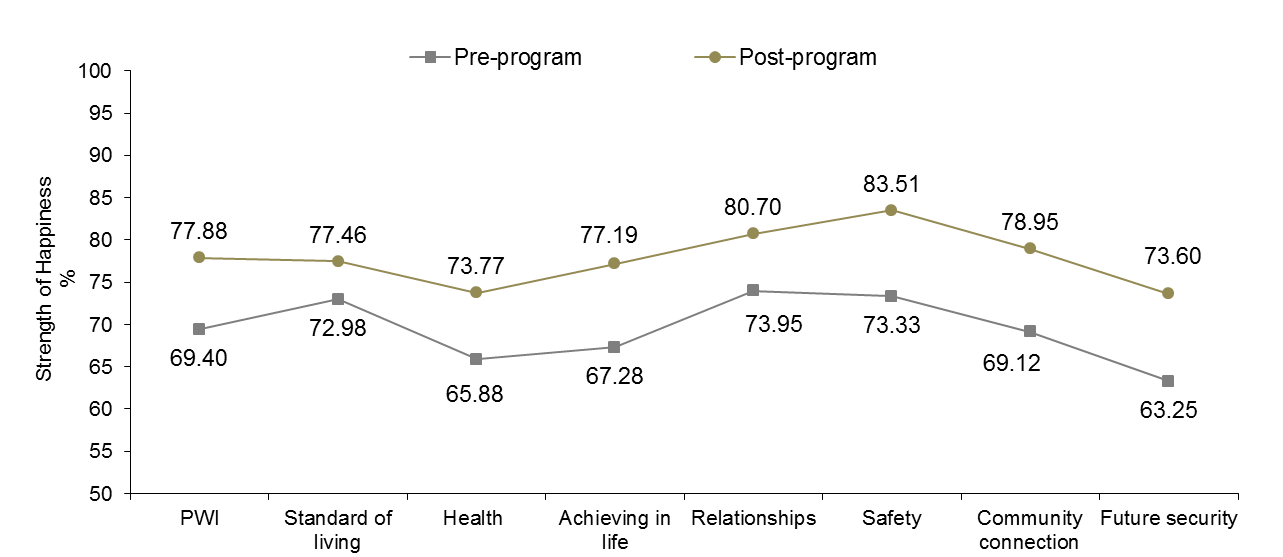 Pre-program
Post-program
Strength of Happiness
%
100
95
90
85
80
75
70
65
60
55
50
77.88
77.46
73.77
77.19
80.70
83.51
78.95
73.60
69.40
72.98
65.88
67.28
73.95
73.33
69.12
63.25
PWI
Standard of
living
Health
Achieving in
life
Relationships
Safety
Community
connection
Future security